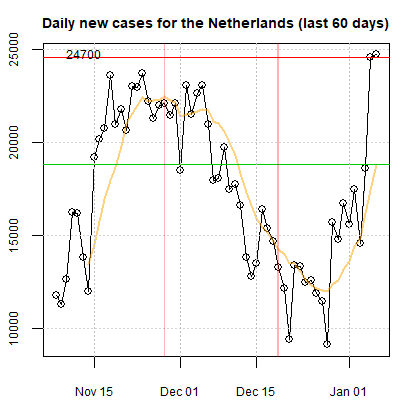 Daily new cases for the Netherlands (last 60 days)
25000
24700
20000
15000
10000
Nov 15
Dec 01
Dec 15
Jan 01